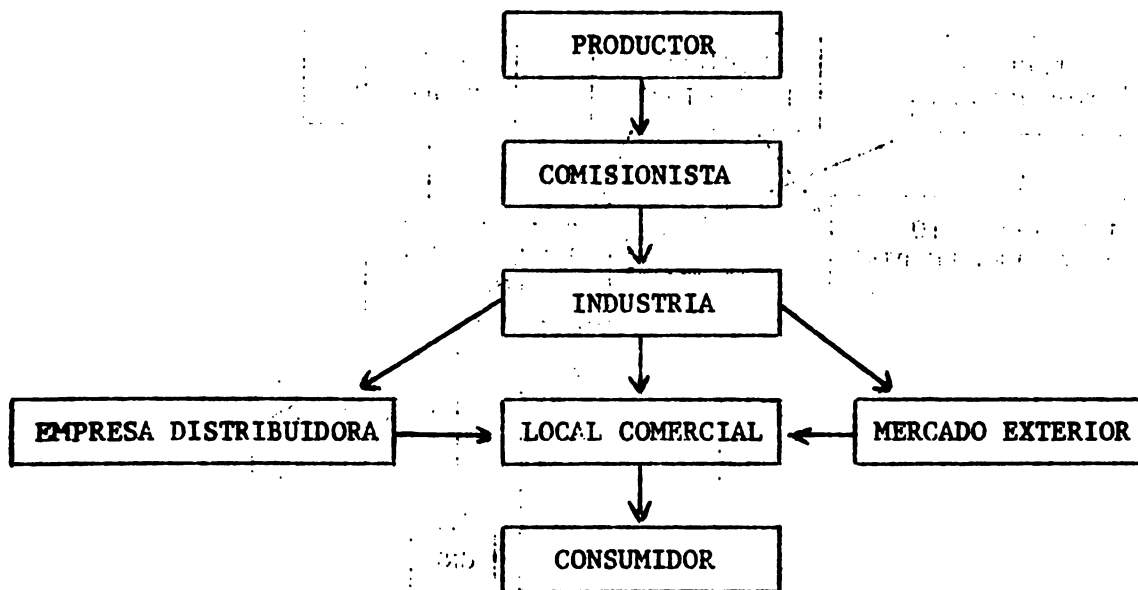 PRODUCTOR
COMISIONISTA
INDUSTRIA
EMPRESA DISTRIBUIDORA LOCAL COMERCIAL MERCADO EXTERIOR
CONSUMIDOR